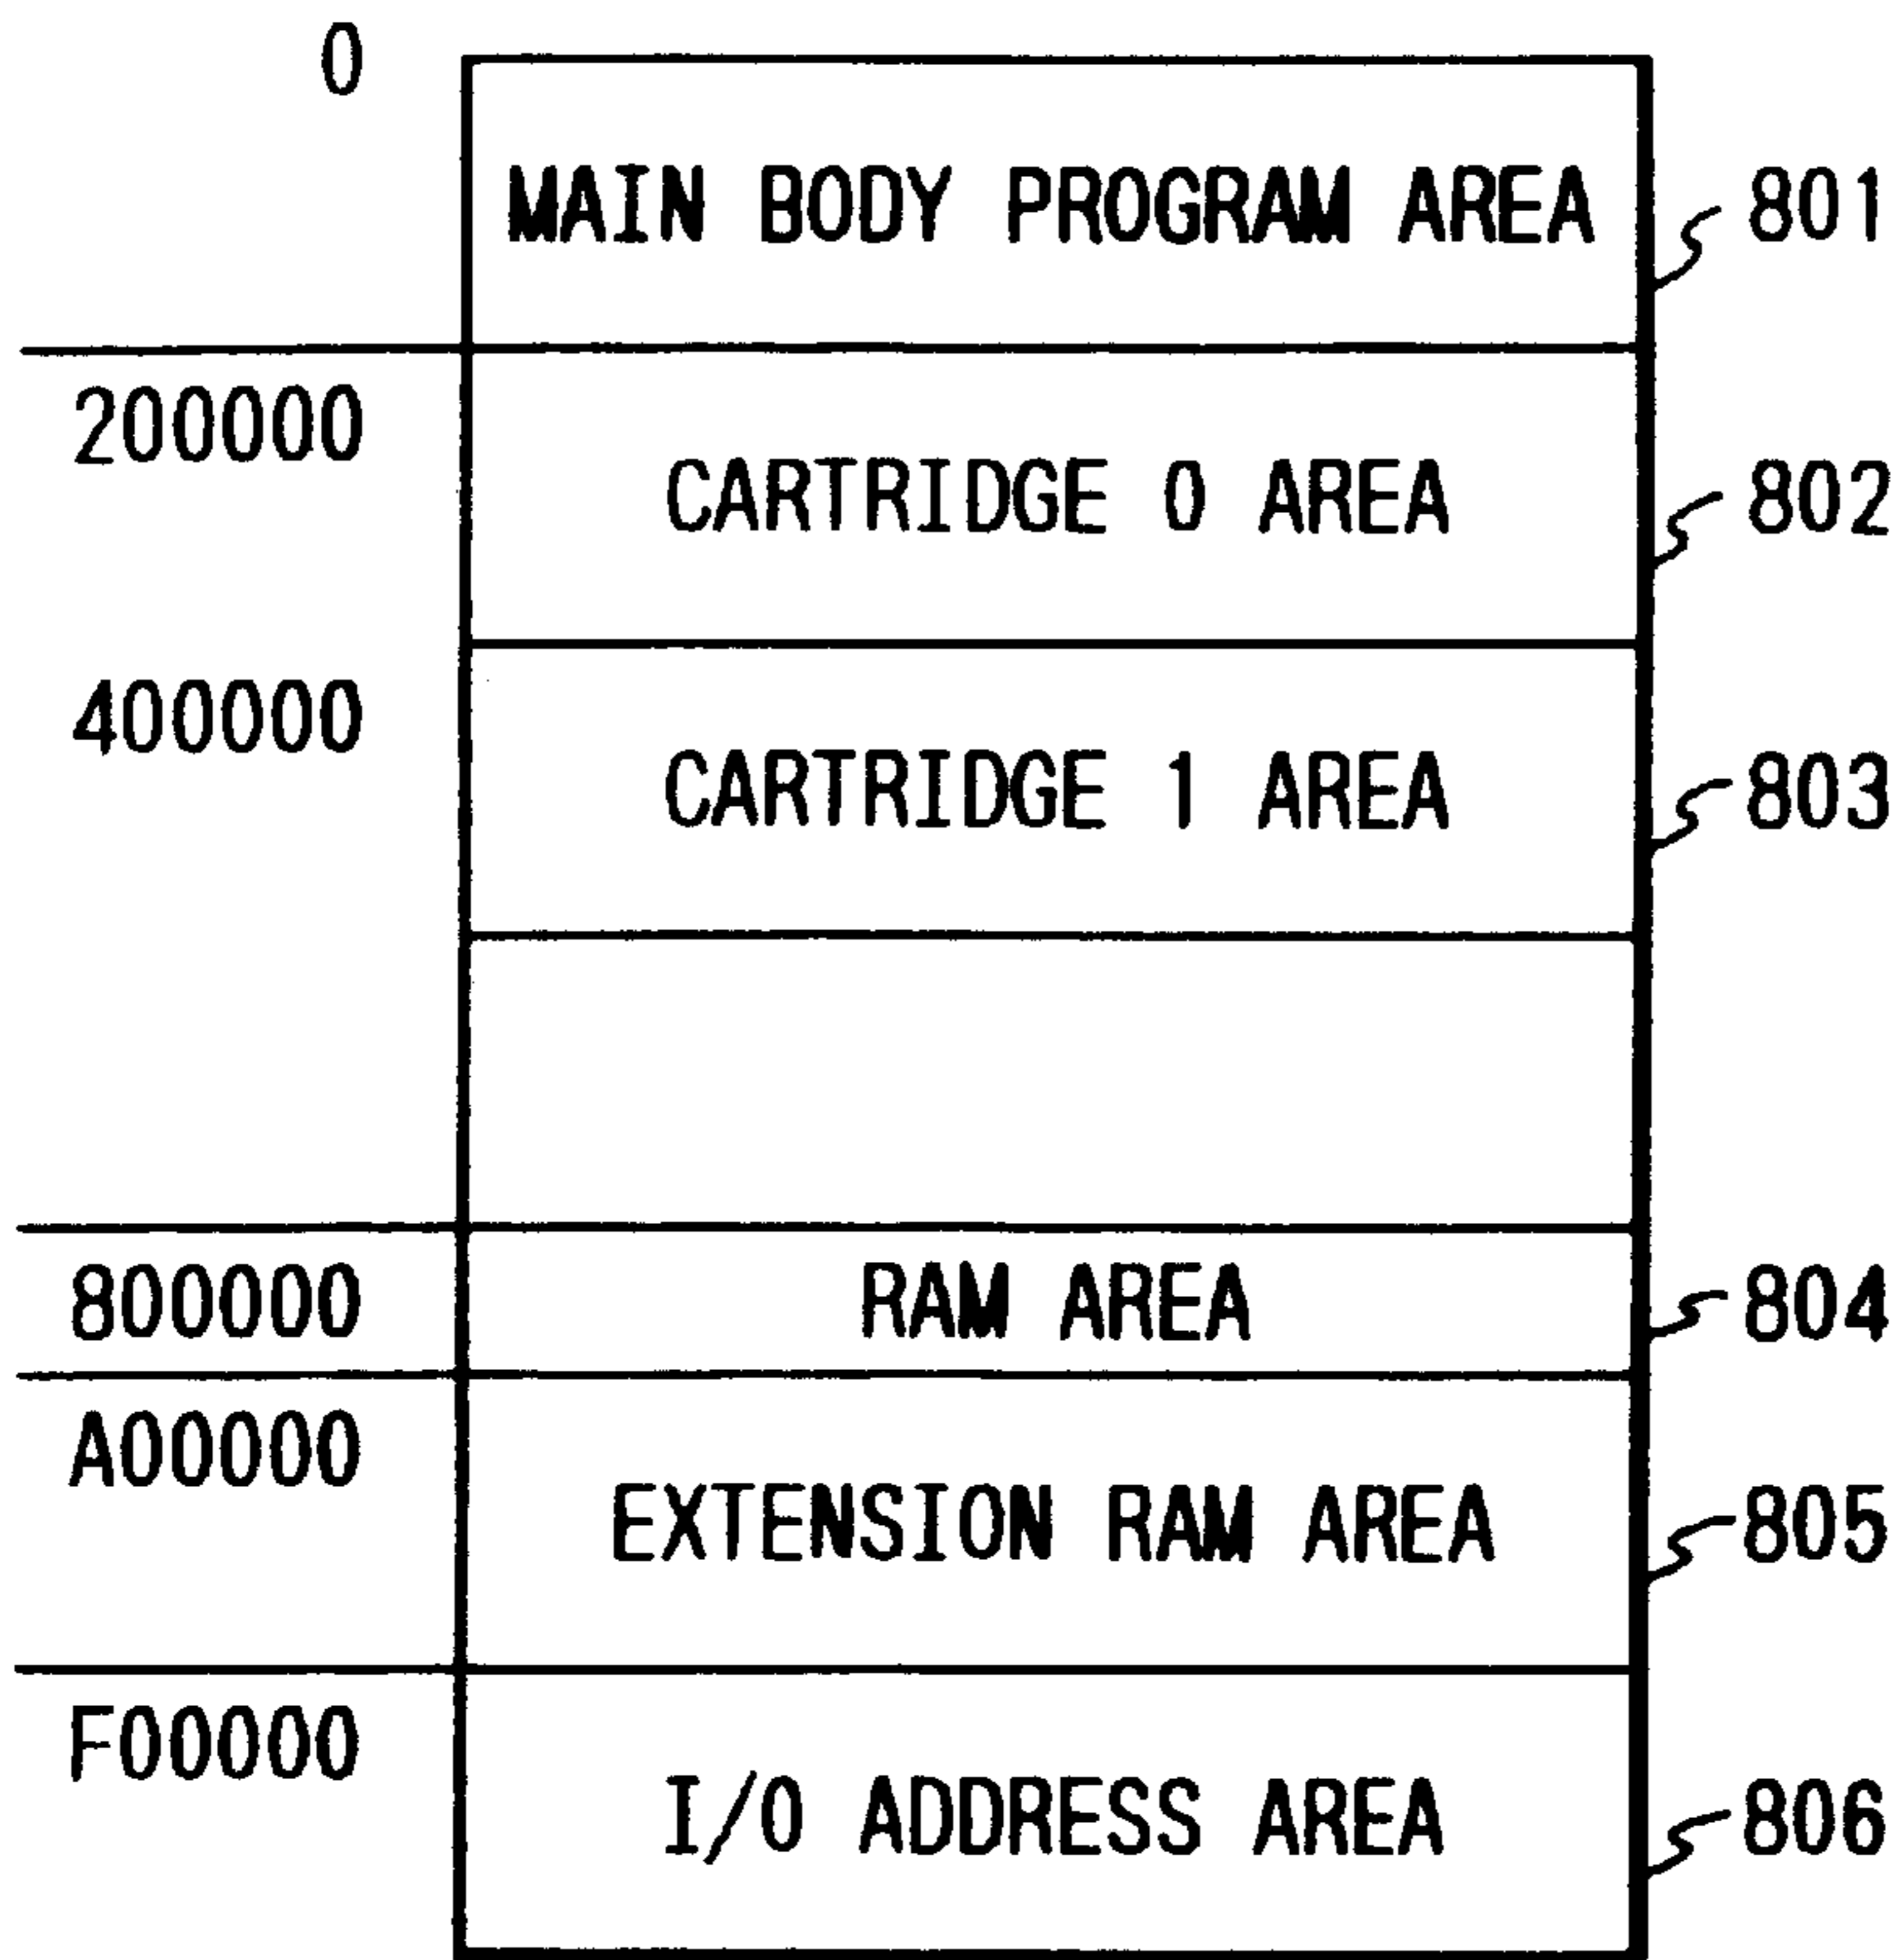 0
MAIN BODY PROGRAM AREA
801
200000
CARTRIDGE 0 AREA
802
400000
CARTRIDGE 1 AREA
803
800000
RAM AREA
804
A00000
EXTENSION RAM AREA
805
F00000
I/O ADDRESS AREA
806